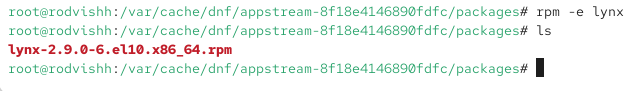 root@rodvishh:/var/cache/dnf/appstream-8f18e4146890fdfc/packages# rpm -e lynx
root@rodvishh:/var/cache/dnf/appstream-8f18e4146890fdfc/packages# ls
lynx-2.9.0-6.el10.x86_64.rpm
root@rodvishh:/var/cache/dnf/appstream-8f18e4146890fdfc/packages#